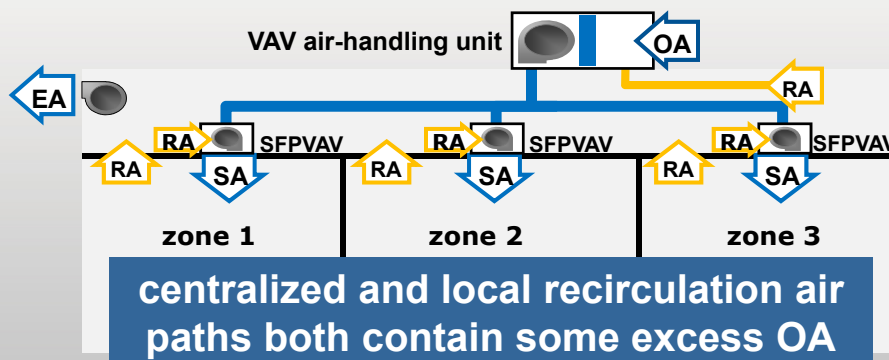 VAV air-handling unit
OA
EA
RA
RA
SFPVAV
RA
SFPVAV
RA
SFPVAV
RA
SA
RA
SA
RA
SA
zone 1
zone 2
zone 3
centralized and local recirculation air
paths both contain some excess OA